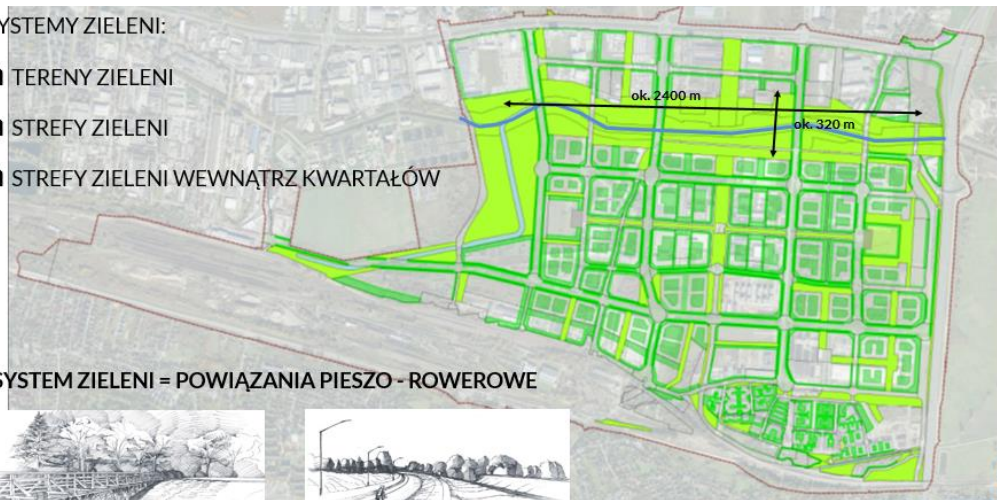 YSTEMY ZIELENI:
TERENY ZIELENI
STREFY ZIELENI
STREFY ZIELENI WEWNĄTRZ KWARTAŁÓW
ok. 2400 m
ok. 320 m
SYSTEM ZIELENI = POWIĄZANIA PIESZO - ROWEROWE